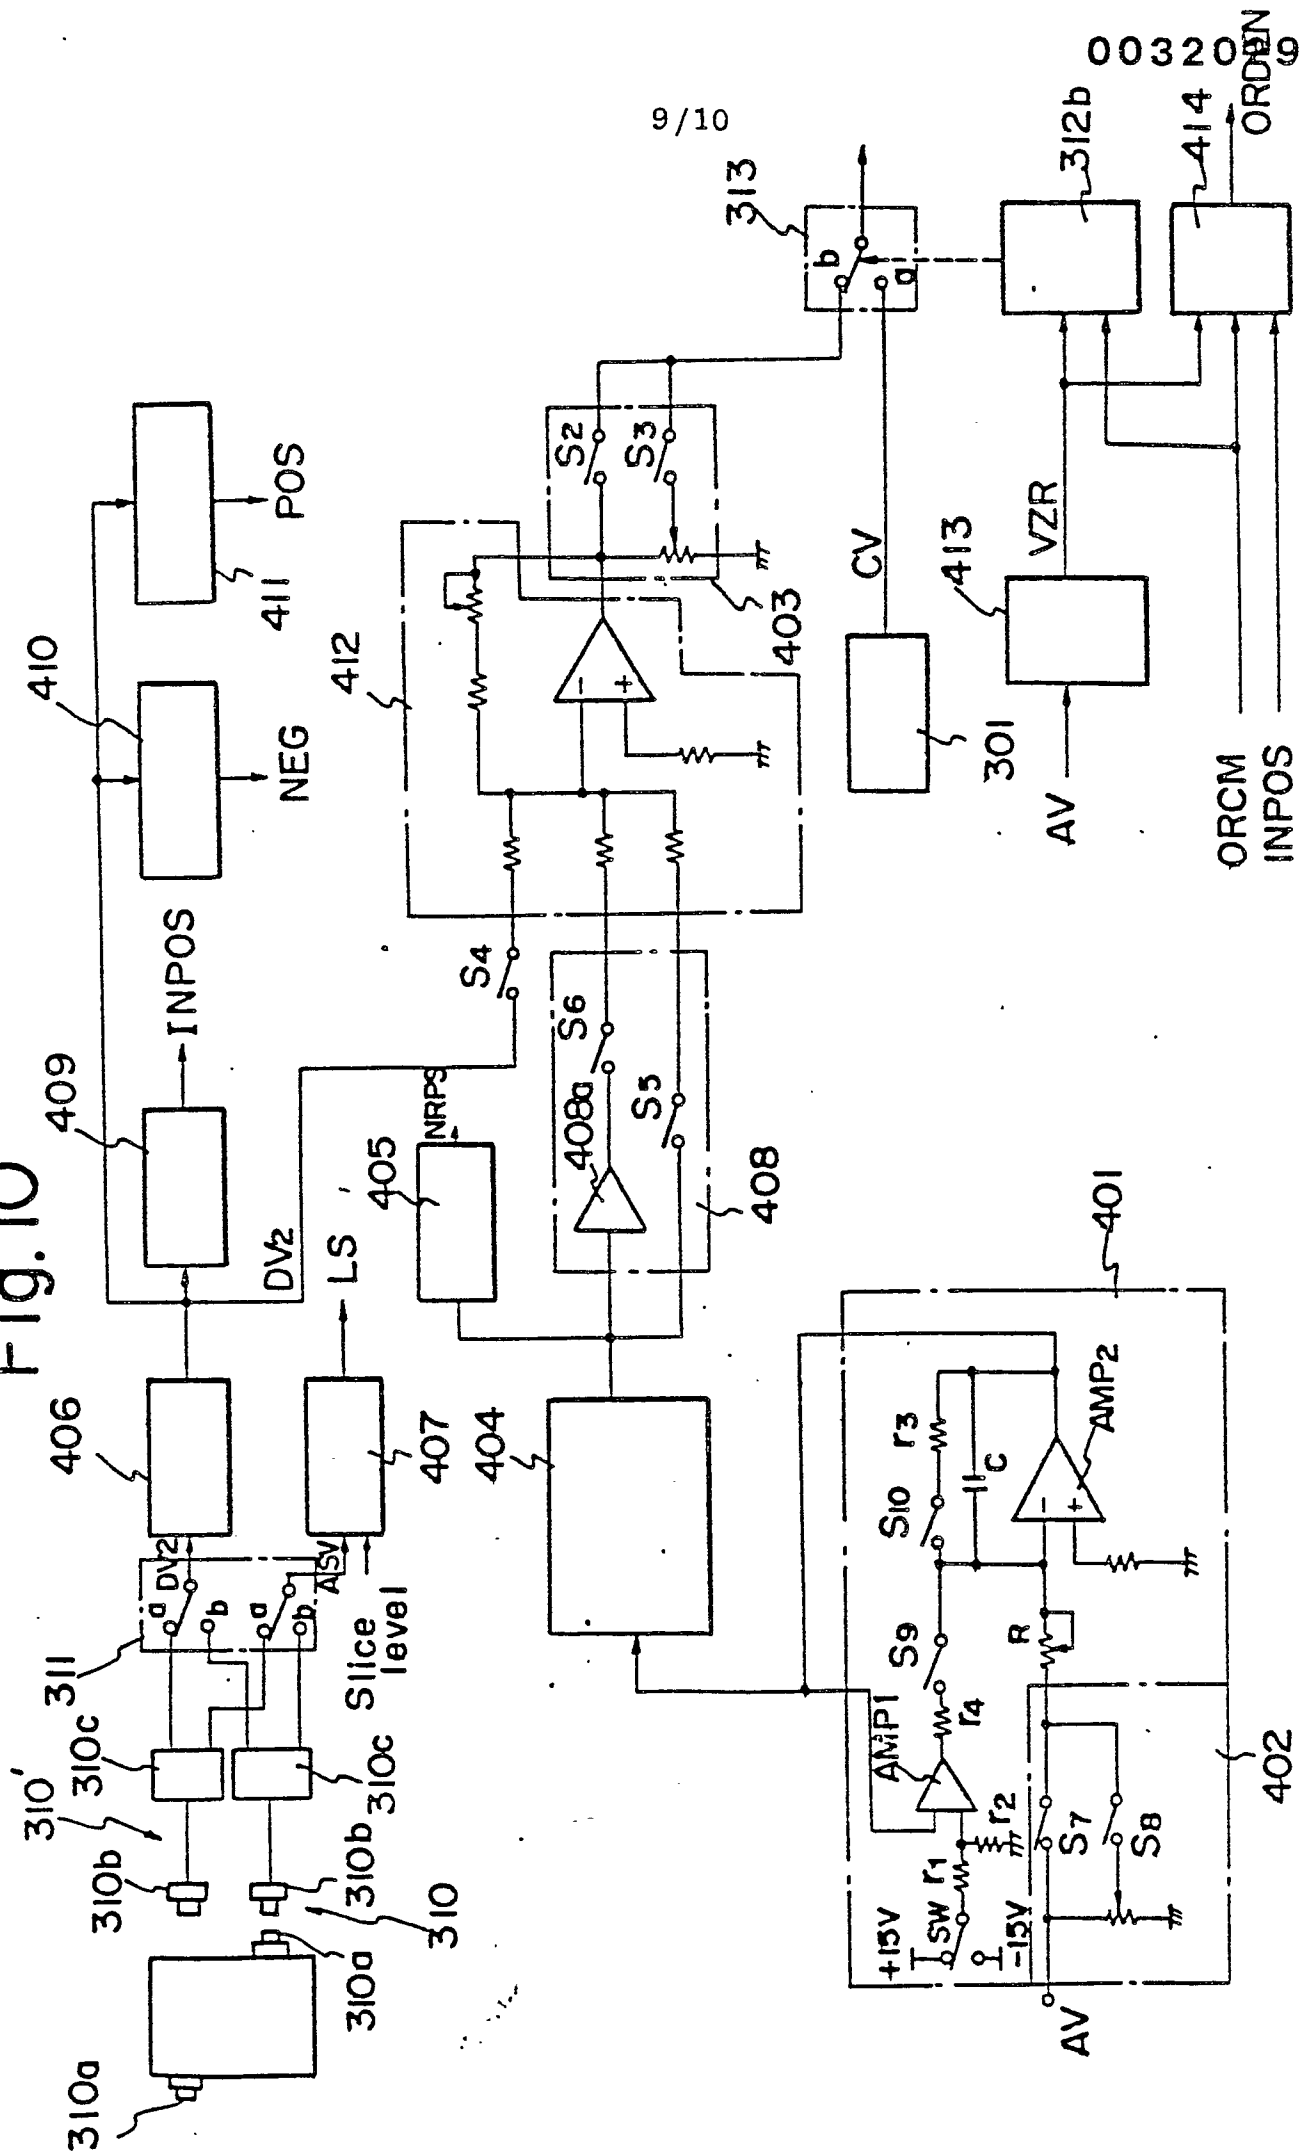 0032099
9/10
Fig. 10
310a
310a
310
310b
310b
310'
310c
310c
311
a
b
a
b
DV2
AISV
Slice
level
406
407
LS
DV2
409
INPOS
410
NEG
411
POS
404
405
NRPS
408
408a
S6
S5
S4
412
-
+
403
S2
S3
313
b
a
CV
301
AV
413
VZR
312b
414
ORDEN
ORCM
INPOS
401
402
AV
+15V
SW
-15V
r1
r2
AMP1
r4
S9
S10
r3
C
AMP2
-
+
R
S7
S8